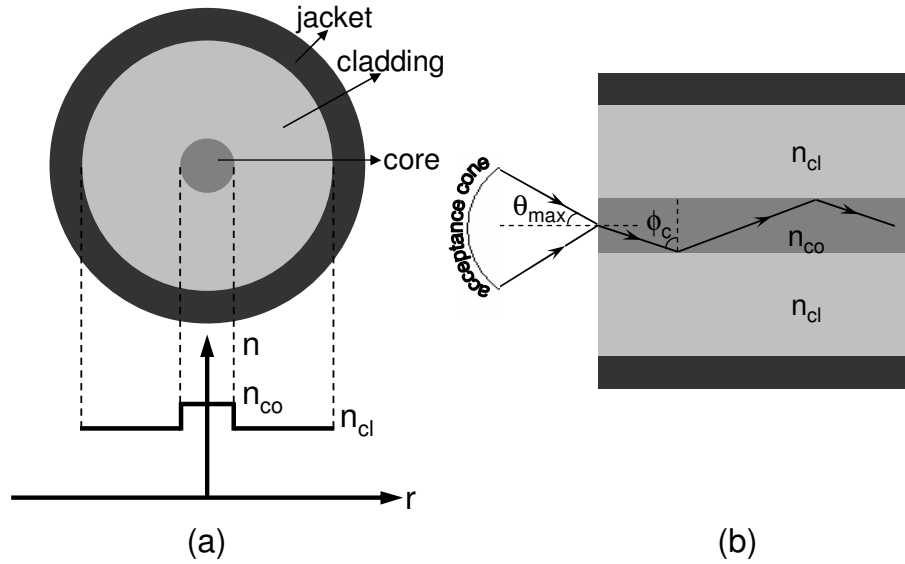 jacket
cladding
core
n
n_co
n_cl
r
(a)
acceptance cone
θ_max
ϕ_c
n_cl
n_co
n_cl
(b)